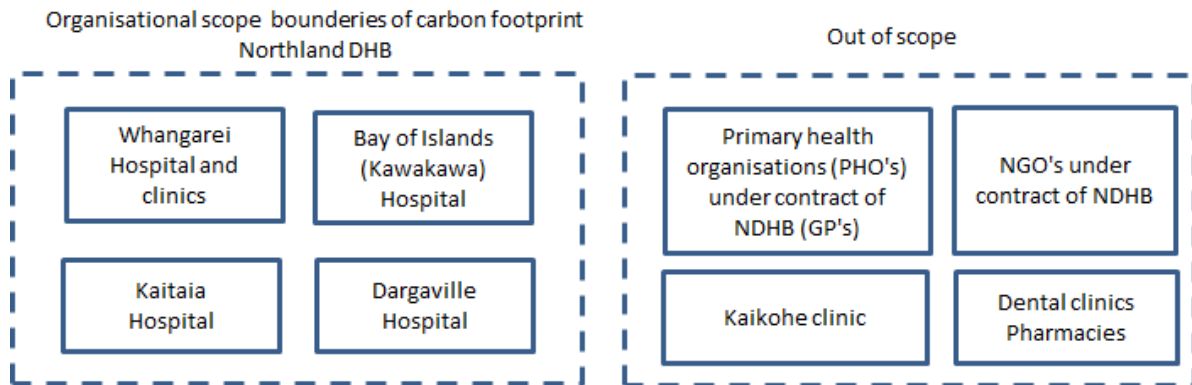 Organisational scope bounderies of carbon footprint
Northland DHB
Whangarei
Hospital and
clinics
Bay of Islands
(Kawakawa)
Hospital
Kaitaia
Hospital
Dargaville
Hospital
Out of scope
Primary health
organisations (PHO's)
under contract of
NDHB (GP's)
NGO's under
contract of NDHB
Kaikohe clinic
Dental clinics
Pharmacies